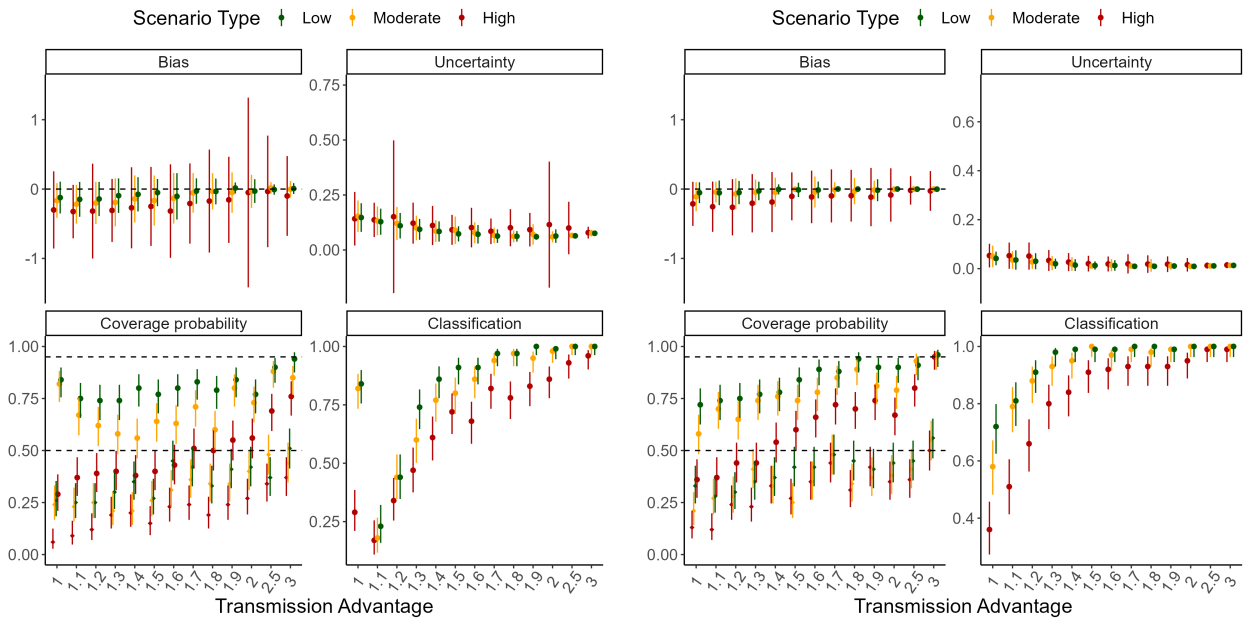 Scenario Type Low Moderate High
Bias Uncertainty
1
0
-1
0.75
0.50
0.25
0.00
Coverage probability Classification
1.00
0.75
0.50
0.25
0.00
1.00
0.75
0.50
0.25
1 1.1 1.2 1.3 1.4 1.5 1.6 1.7 1.8 1.9 2 2.5 3
1 1.1 1.2 1.3 1.4 1.5 1.6 1.7 1.8 1.9 2 2.5 3
Transmission Advantage
Scenario Type Low Moderate High
Bias Uncertainty
1
0
-1
0.6
0.4
0.2
0.0
Coverage probability Classification
1.00
0.75
0.50
0.25
0.00
1.0
0.8
0.6
0.4
1 1.1 1.2 1.3 1.4 1.5 1.6 1.7 1.8 1.9 2 2.5 3
1 1.1 1.2 1.3 1.4 1.5 1.6 1.7 1.8 1.9 2 2.5 3
Transmission Advantage